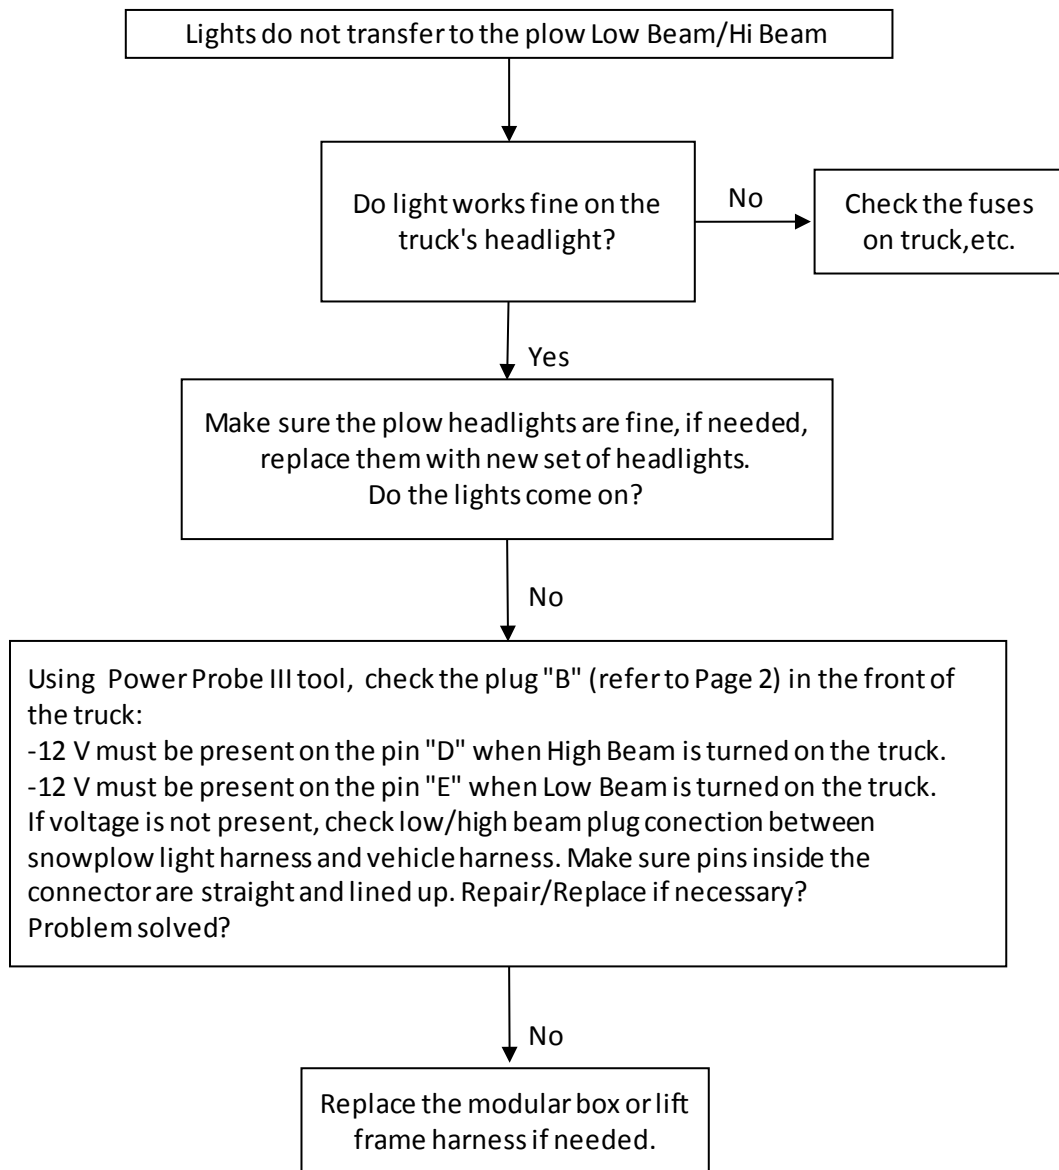 Lights do not transfer to the plow Low Beam/Hi Beam
Do light works fine on the
truck's headlight?
No
Check the fuses
on truck,etc.
Yes
Make sure the plow headlights are fine, if needed,
replace them with new set of headlights.
Do the lights come on?
No
Using Power Probe III tool, check the plug "B" (refer to Page 2) in the front of
the truck:
-12 V must be present on the pin "D" when High Beam is turned on the truck.
-12 V must be present on the pin "E" when Low Beam is turned on the truck.
If voltage is not present, check low/high beam plug conection between
snowplow light harness and vehicle harness. Make sure pins inside the
connector are straight and lined up. Repair/Replace if necessary?
Problem solved?
No
Replace the modular box or lift
frame harness if needed.